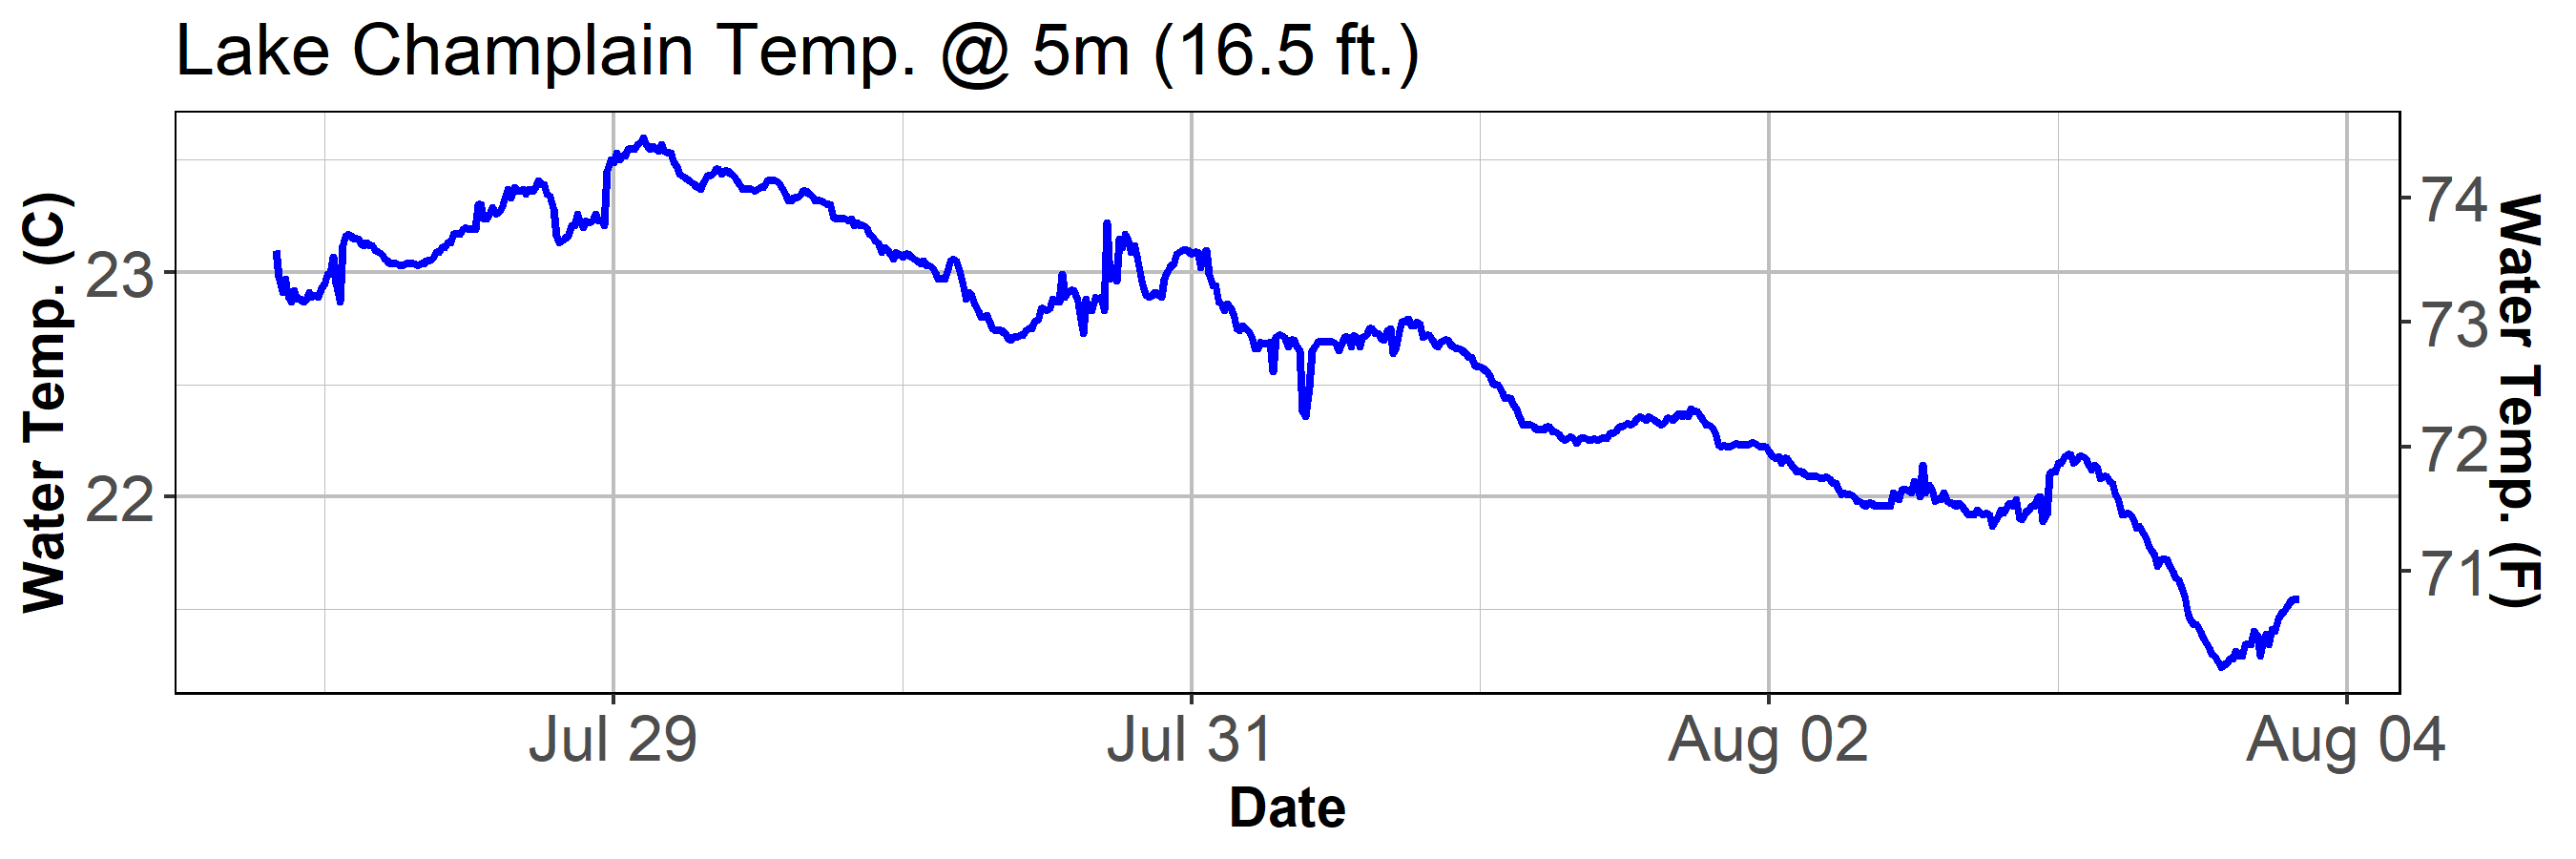 Lake Champlain Temp. @ 5m (16.5 ft.)
Water Temp. (C)
23
22
74
73
72
71
Water Temp. (F)
Jul 29
Jul 31
Aug 02
Aug 04
Date